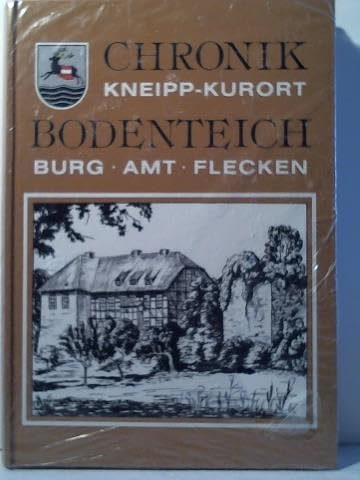 CHRONIK
KNEIPP-KURORT
BODENTEICH
BURG · AMT · FLECKEN